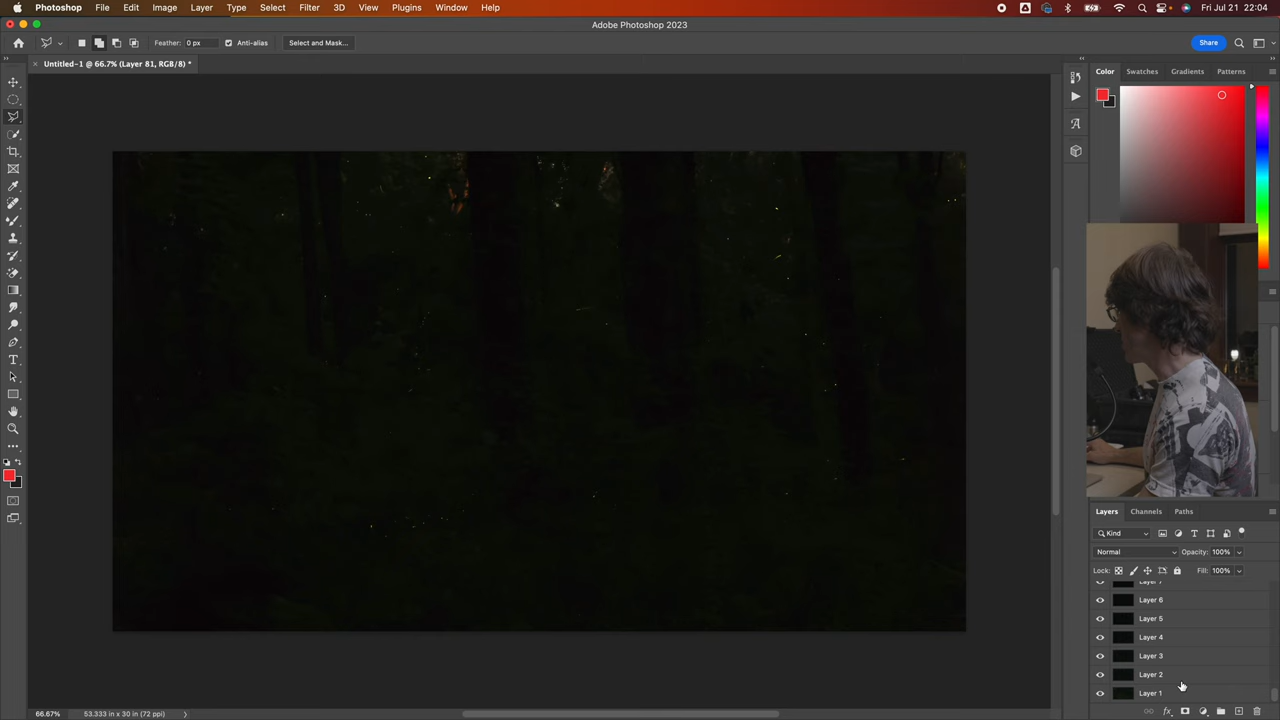 Photoshop File Edit Image Layer Type Select Filter 3D View Plugins Window Help Fri Jul 21 22:04
Adobe Photoshop 2023
Feather: 0 px Anti-alias Select and Mask... Share
Untitled-1 @ 66.7% (Layer 81, RGB/8) *
Color Swatches Gradients Patterns
Layers Channels Paths
Kind
Normal Opacity: 100%
Lock: Fill: 100%
Layer 7
Layer 6
Layer 5
Layer 4
Layer 3
Layer 2
Layer 1
66.67% 53.333 in x 30 in (72 ppi)